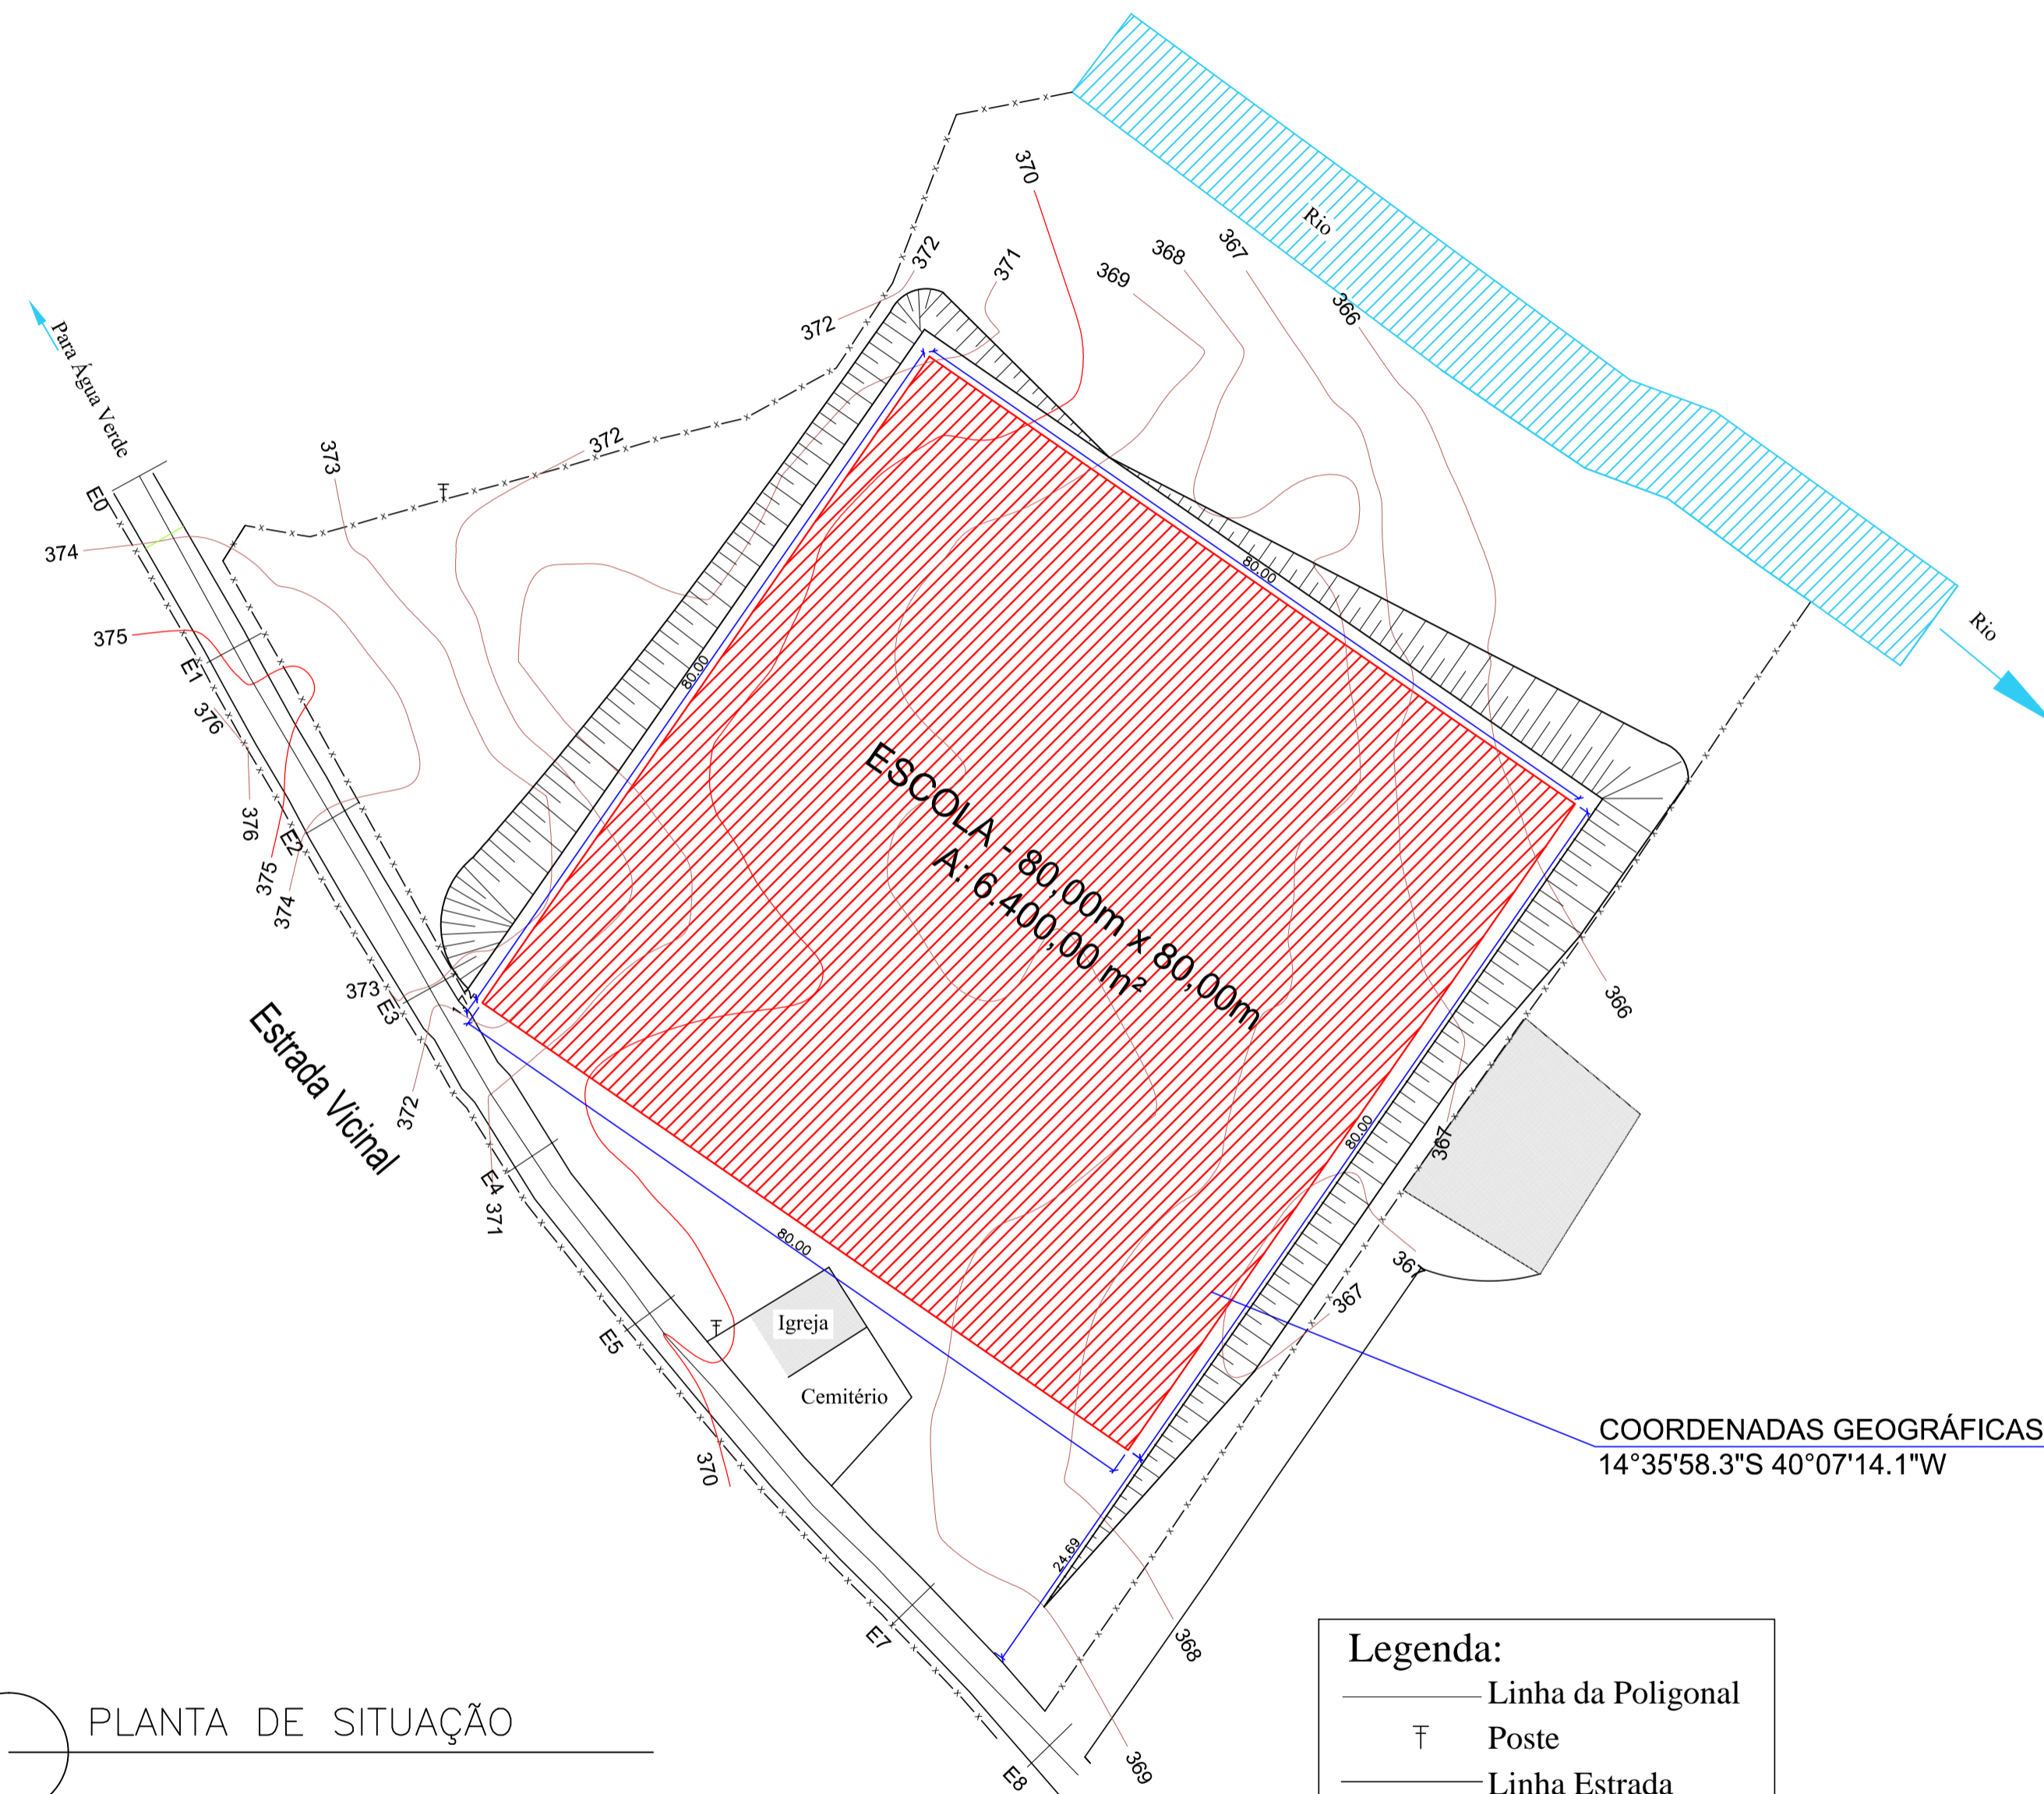 370
Rio
372
371
368
367
369
366
372
Para Água Verde
372
373
E0
374
80.00
Rio
375
E1
80.00
376
376
E2
375
374
ESCOLA - 80,00m x 80,00m
A: 6.400,00 m²
373
E3
Estrada Vicinal
372
366
80.00
367
E4
371
80.00
367
367
Igreja
E5
Cemitério
COORDENADAS GEOGRÁFICAS
14°35'58.3"S 40°07'14.1"W
370
24,69
E7
368
369
E8
PLANTA DE SITUAÇÃO
Legenda:
Linha da Poligonal
Poste
Linha Estrada